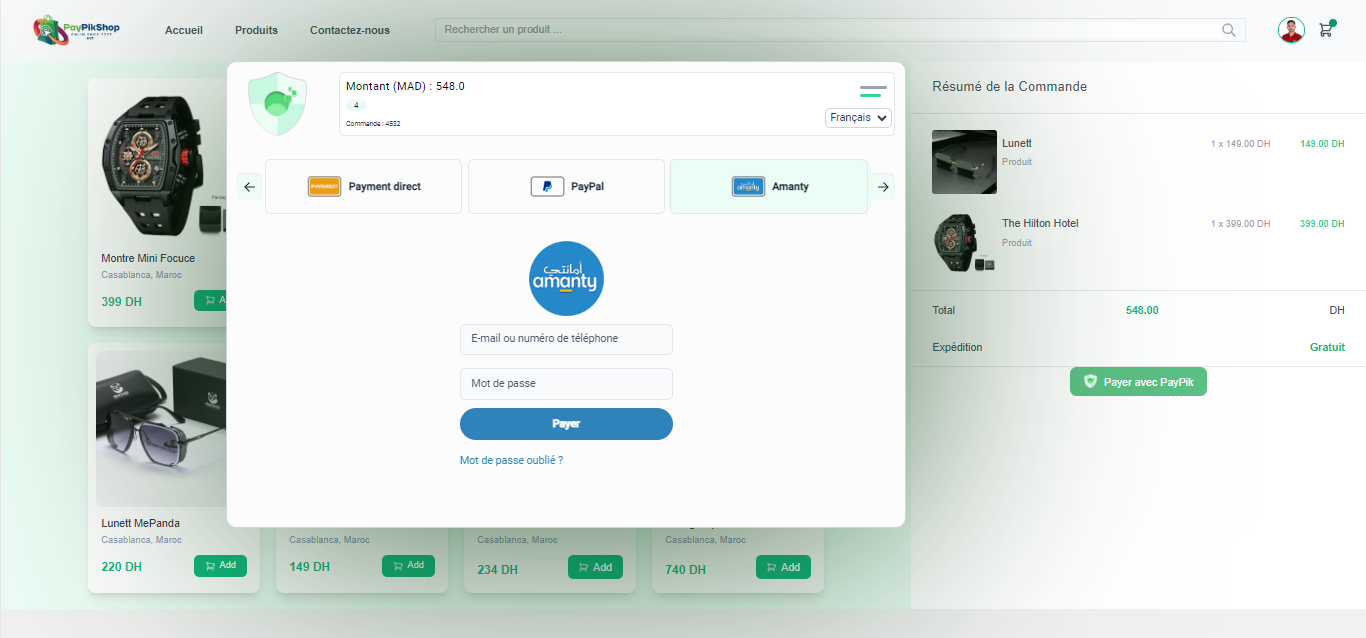 PayPikShop
Accueil
Produits
Contactez-nous
Rechercher un produit ...
Montant (MAD) : 548.0
4
Commande : 4532
Français
PAYDIRECT
Payment direct
PayPal
amanty
Amanty
أمانتي
amanty
E-mail ou numéro de téléphone
Mot de passe
Payer
Mot de passe oublié ?
Montre Mini Focuce
Casablanca, Maroc
399 DH
Lunett MePanda
Casablanca, Maroc
220 DH
Add
Casablanca, Maroc
149 DH
Add
Casablanca, Maroc
234 DH
Add
Casablanca, Maroc
740 DH
Add
Résumé de la Commande
Lunett
1 x 149.00 DH
149.00 DH
Produit
The Hilton Hotel
1 x 399.00 DH
399.00 DH
Produit
Total
548.00
DH
Expédition
Gratuit
Payer avec PayPik